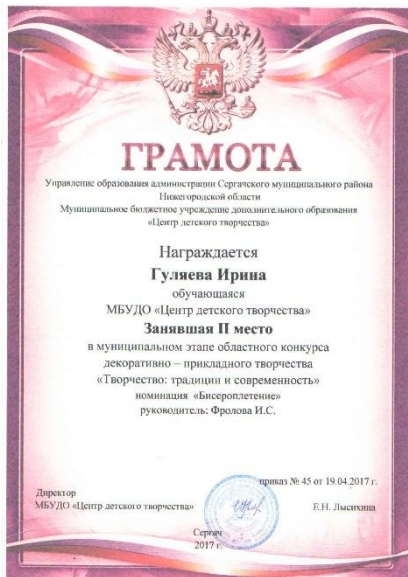 ГРАМОТА
Управление образования администрации Сергачского муниципального района
Нижегородской области
Муниципальное бюджетное учреждение дополнительного образования
«Центр детского творчества»
Награждается
Гуляева Ирина
обучающаяся
МБУДО «Центр детского творчества»
Занявшая II место
в муниципальном этапе областного конкурса
декоративно – прикладного творчества
«Творчество: традиции и современность»
номинация «Бисероплетение»
руководитель: Фролова И.С.
приказ № 45 от 19.04.2017 г.
Директор
МБУДО «Центр детского творчества»
Е.Н. Лысихина
Сергач
2017 г.